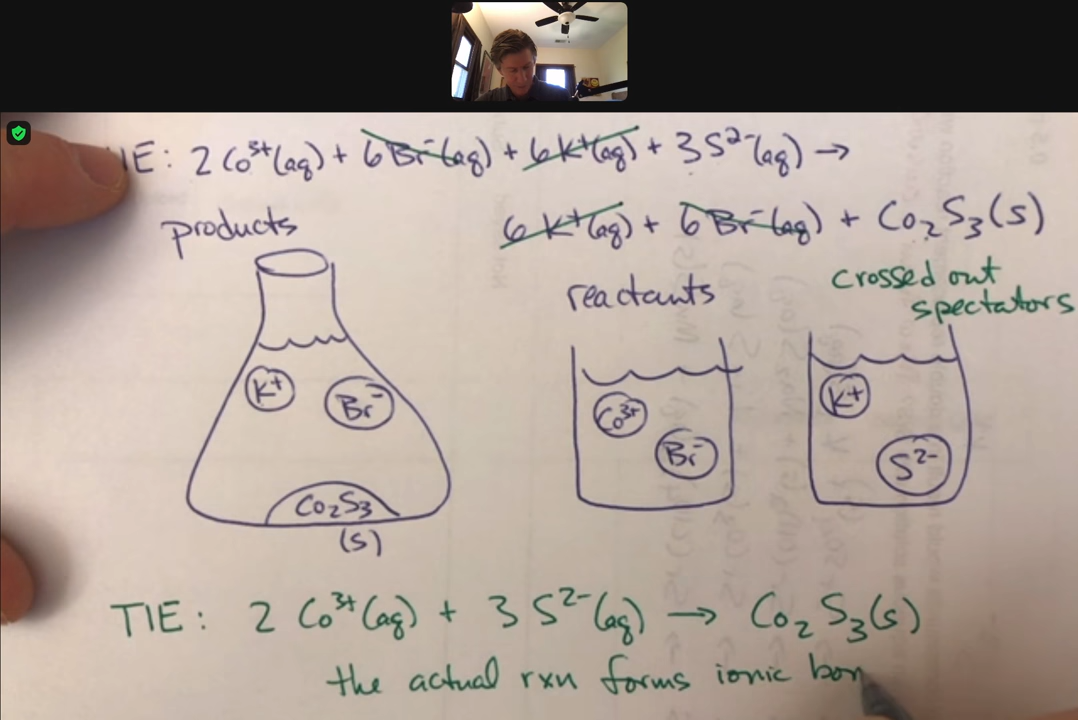 IE: 2 Co³⁺(aq) + 6 Br⁻(aq) + 6 K⁺(aq) + 3 S²⁻(aq) →
6 K⁺(aq) + 6 Br⁻(aq) + Co₂S₃(s)
products
reactants
crossed out
spectators
K⁺
Br⁻
Co₂S₃
(s)
Co³⁺
Br⁻
K⁺
S²⁻
TIE: 2 Co³⁺(aq) + 3 S²⁻(aq) → Co₂S₃(s)
the actual rxn forms ionic bon